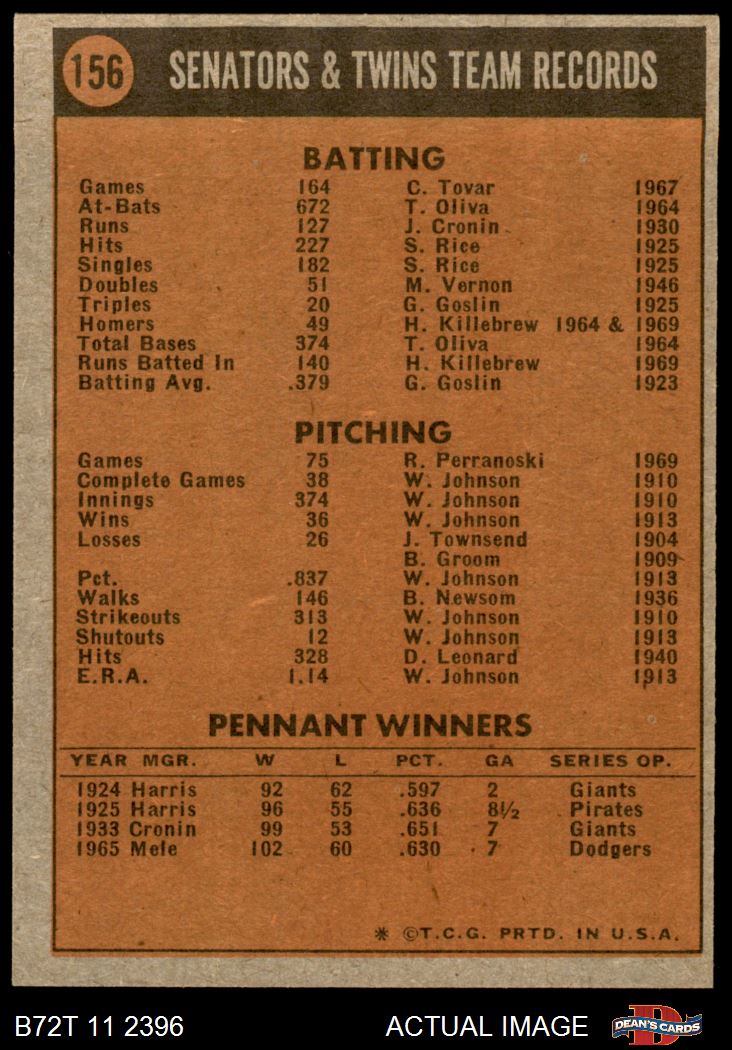 156 SENATORS & TWINS TEAM RECORDS
BATTING
Games 164 C. Tovar 1967
At-Bats 672 T. Oliva 1964
Runs 127 J. Cronin 1930
Hits 227 S. Rice 1925
Singles 182 S. Rice 1925
Doubles 51 M. Vernon 1946
Triples 20 G. Goslin 1925
Homers 49 H. Killebrew 1964 & 1969
Total Bases 374 T. Oliva 1964
Runs Batted In 140 H. Killebrew 1969
Batting Avg. .379 G. Goslin 1923
PITCHING
Games 75 R. Perranoski 1969
Complete Games 38 W. Johnson 1910
Innings 374 W. Johnson 1910
Wins 36 W. Johnson 1913
Losses 26 J. Townsend 1904
B. Groom 1909
Pct. .837 W. Johnson 1913
Walks 146 B. Newsom 1936
Strikeouts 313 W. Johnson 1910
Shutouts 12 W. Johnson 1913
Hits 328 D. Leonard 1940
E.R.A. 1.14 W. Johnson 1913
PENNANT WINNERS
YEAR MGR. W L PCT. GA SERIES OP.
1924 Harris 92 62 .597 2 Giants
1925 Harris 96 55 .636 8½ Pirates
1933 Cronin 99 53 .651 7 Giants
1965 Mele 102 60 .630 7 Dodgers
* ©T.C.G. PRTD. IN U.S.A.
B72T 11 2396 ACTUAL IMAGE DEAN'S CARDS